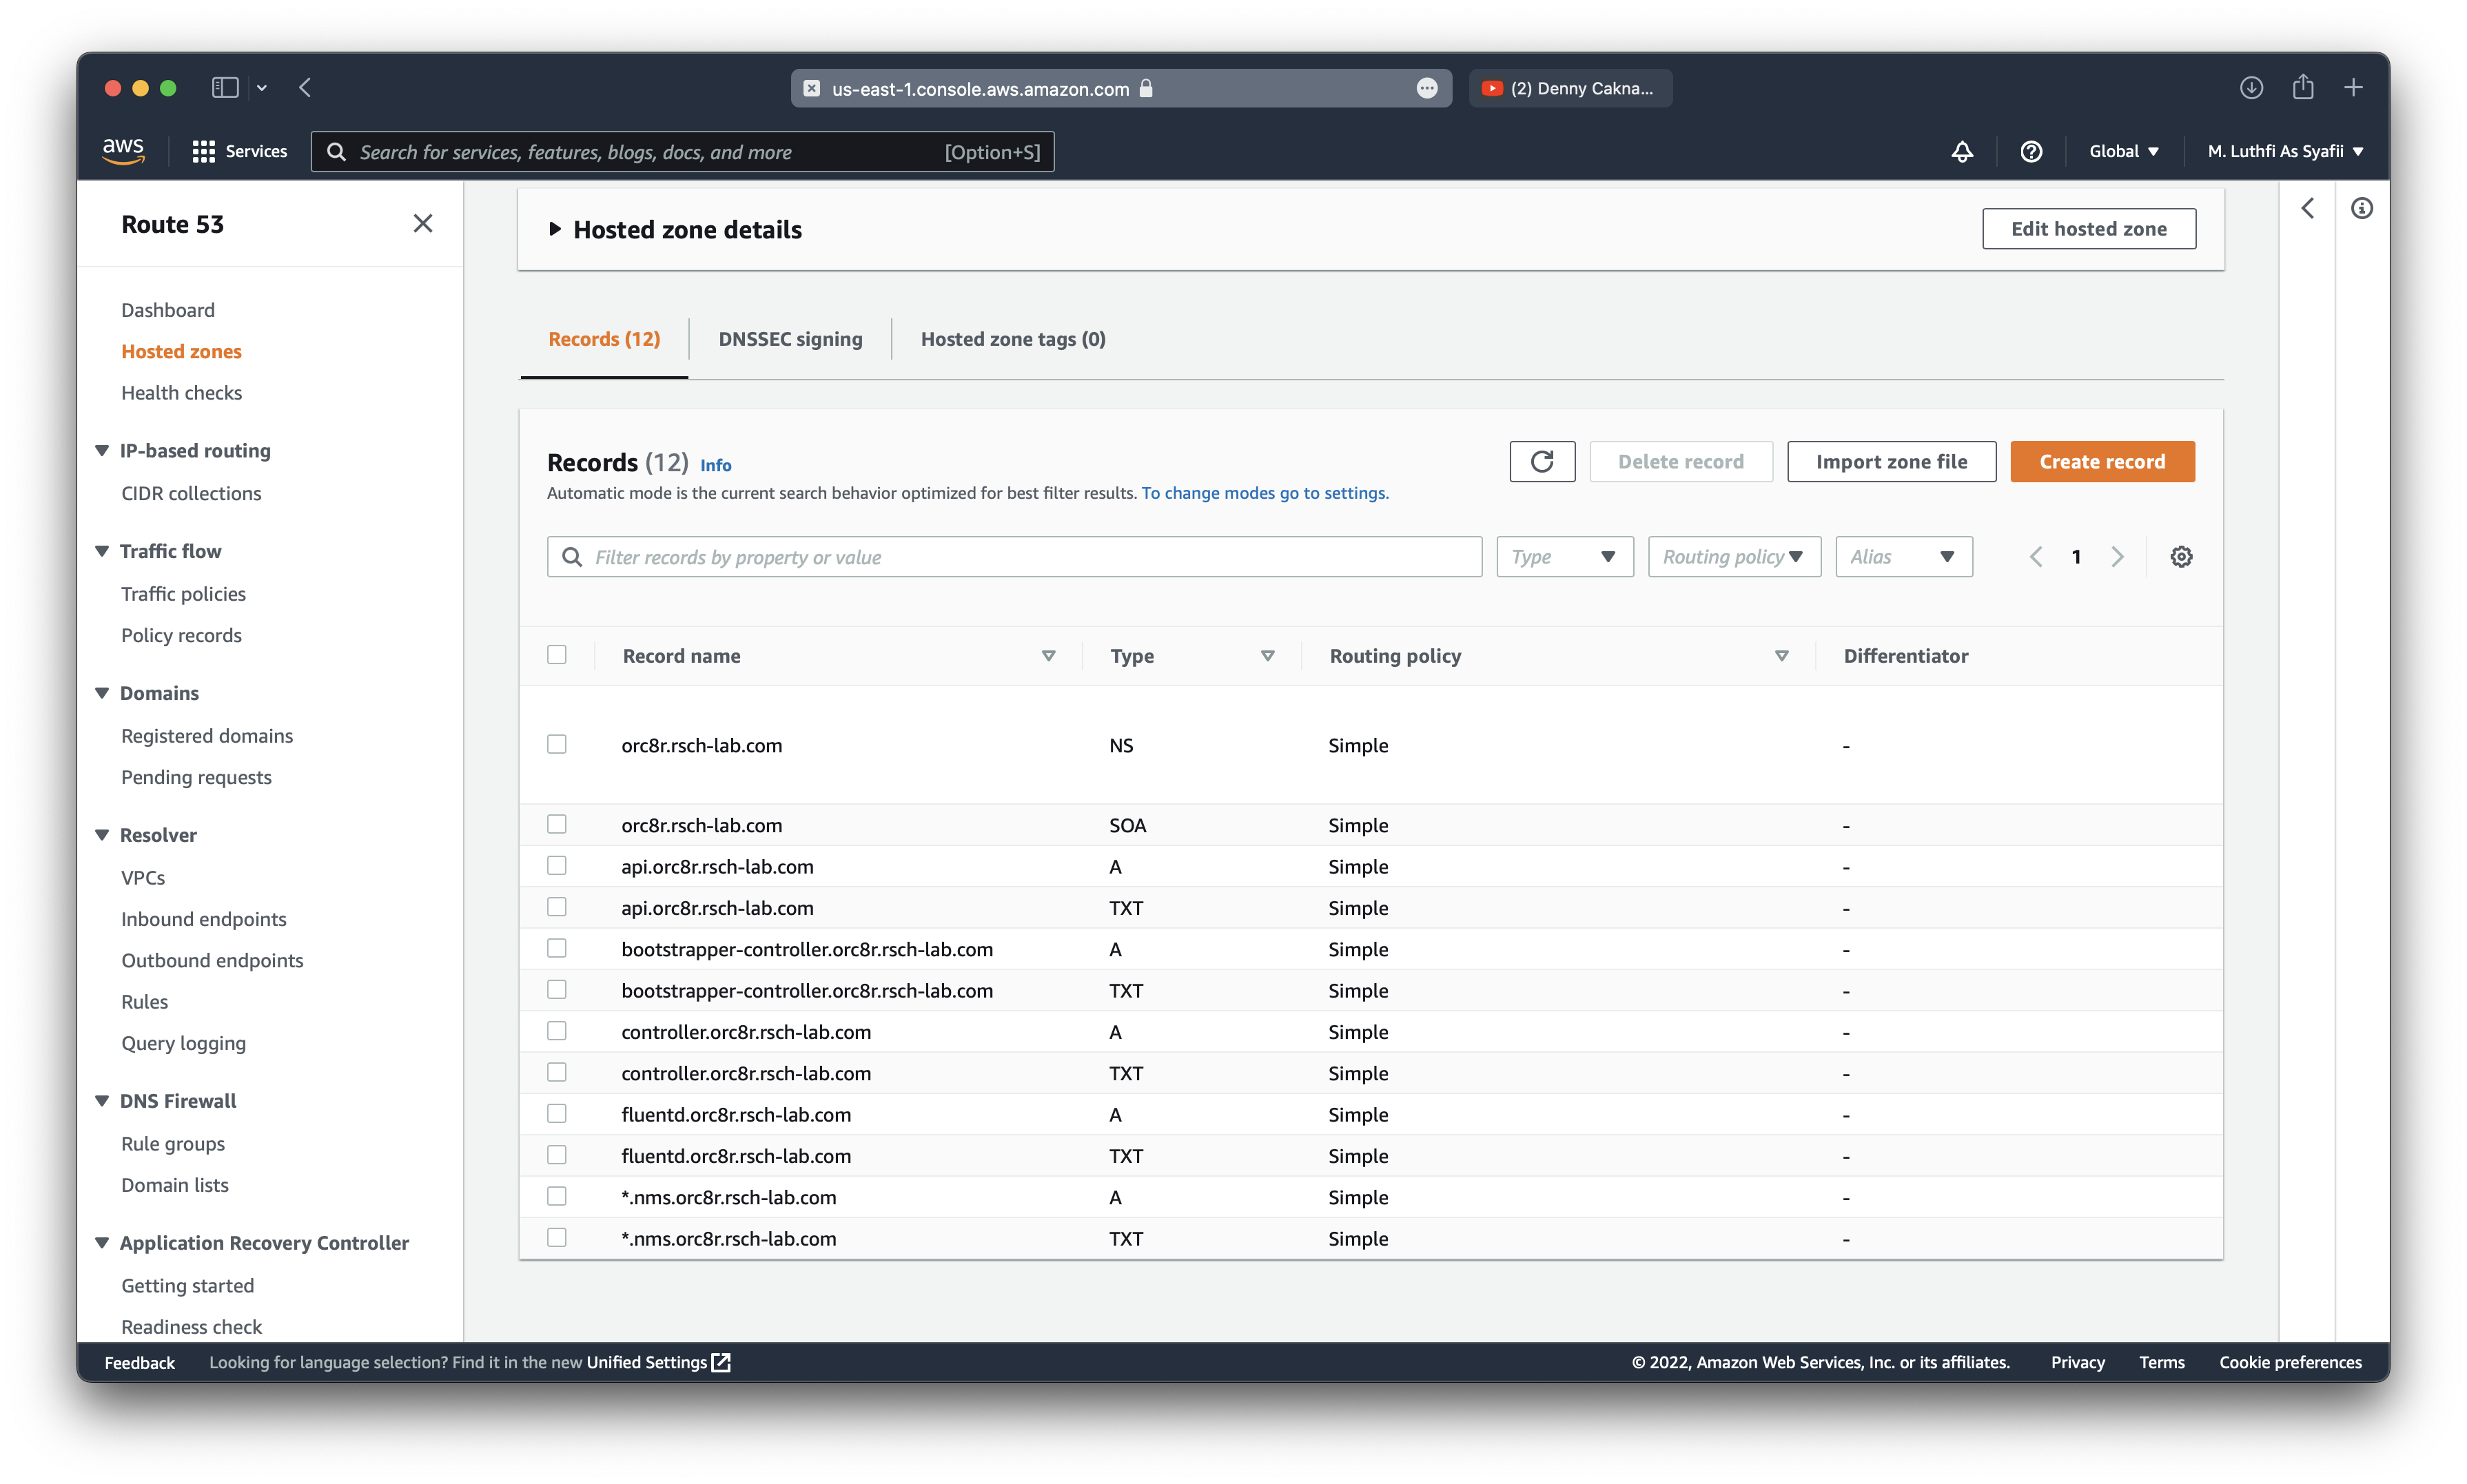 us-east-1.console.aws.amazon.com
(2) Denny Cakna...
aws
Services
Search for services, features, blogs, docs, and more [Option+S]
Global
M. Luthfi As Syafii
Route 53
Dashboard
Hosted zones
Health checks
IP-based routing
CIDR collections
Traffic flow
Traffic policies
Policy records
Domains
Registered domains
Pending requests
Resolver
VPCs
Inbound endpoints
Outbound endpoints
Rules
Query logging
DNS Firewall
Rule groups
Domain lists
Application Recovery Controller
Getting started
Readiness check
Hosted zone details
Edit hosted zone
Records (12)
DNSSEC signing
Hosted zone tags (0)
Records (12) Info
Delete record
Import zone file
Create record
Automatic mode is the current search behavior optimized for best filter results. To change modes go to settings.
Filter records by property or value
Type
Routing policy
Alias
1
Record name Type Routing policy Differentiator
orc8r.rsch-lab.com NS Simple -
orc8r.rsch-lab.com SOA Simple -
api.orc8r.rsch-lab.com A Simple -
api.orc8r.rsch-lab.com TXT Simple -
bootstrapper-controller.orc8r.rsch-lab.com A Simple -
bootstrapper-controller.orc8r.rsch-lab.com TXT Simple -
controller.orc8r.rsch-lab.com A Simple -
controller.orc8r.rsch-lab.com TXT Simple -
fluentd.orc8r.rsch-lab.com A Simple -
fluentd.orc8r.rsch-lab.com TXT Simple -
*.nms.orc8r.rsch-lab.com A Simple -
*.nms.orc8r.rsch-lab.com TXT Simple -
Feedback
Looking for language selection? Find it in the new Unified Settings
© 2022, Amazon Web Services, Inc. or its affiliates.
Privacy
Terms
Cookie preferences